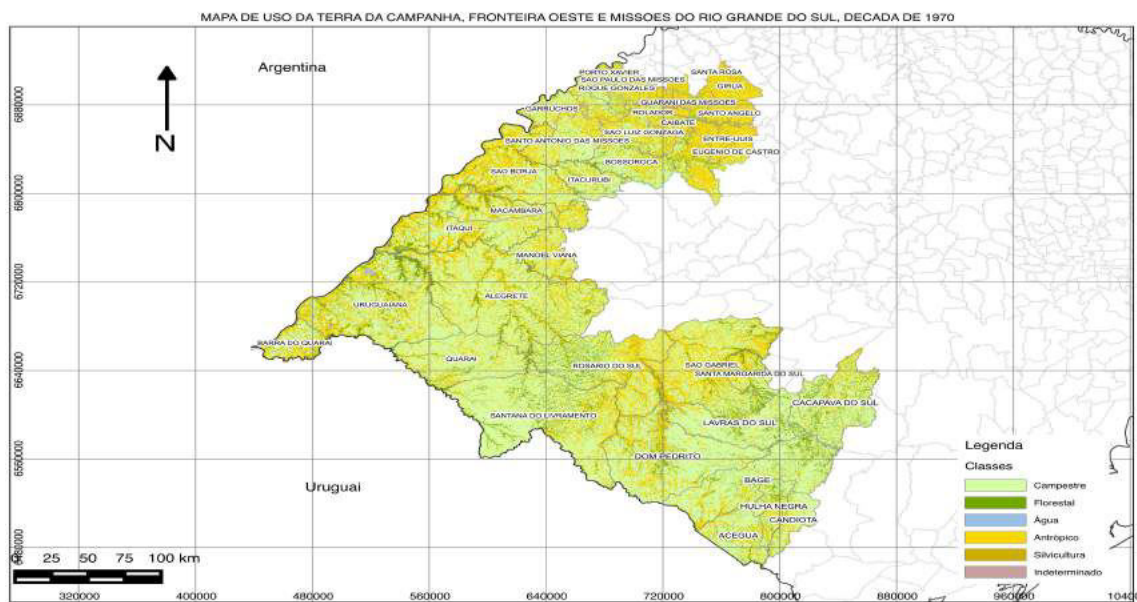 MAPA DE USO DA TERRA DA CAMPANHA, FRONTEIRA OESTE E MISSOES DO RIO GRANDE DO SUL, DECADA DE 1970
Argentina
N
PORTO XAVIER
SANTA ROSA
SAO PAULO DAS MISSOES
ROQUE GONZALES
GIRUA
GUARANI DAS MISSOES
GARRUCHOS
ROLADOR
SANTO ANGELO
CAIBATE
SAO LUIZ GONZAGA
SANTO ANTONIO DAS MISSOES
ENTRE-IJUIS
EUGENIO DE CASTRO
BOSSOROCA
SAO BORJA
ITACURUBI
MACAMBARA
ITAQUI
MANOEL VIANA
ALEGRETE
URUGUAIANA
BARRA DO QUARAI
QUARAI
ROSARIO DO SUL
SAO GABRIEL
SANTA MARGARIDA DO SUL
CACAPAVA DO SUL
SANTANA DO LIVRAMENTO
LAVRAS DO SUL
DOM PEDRITO
BAGE
HULHA NEGRA
CANDIOTA
ACEGUA
Uruguai
Legenda
Classes
Campestre
Florestal
Água
Antrópico
Silvicultura
Indeterminado
0 25 50 75 100 km
6880000
6800000
6720000
6640000
6560000
320000 400000 480000 560000 640000 720000 800000 880000 960000